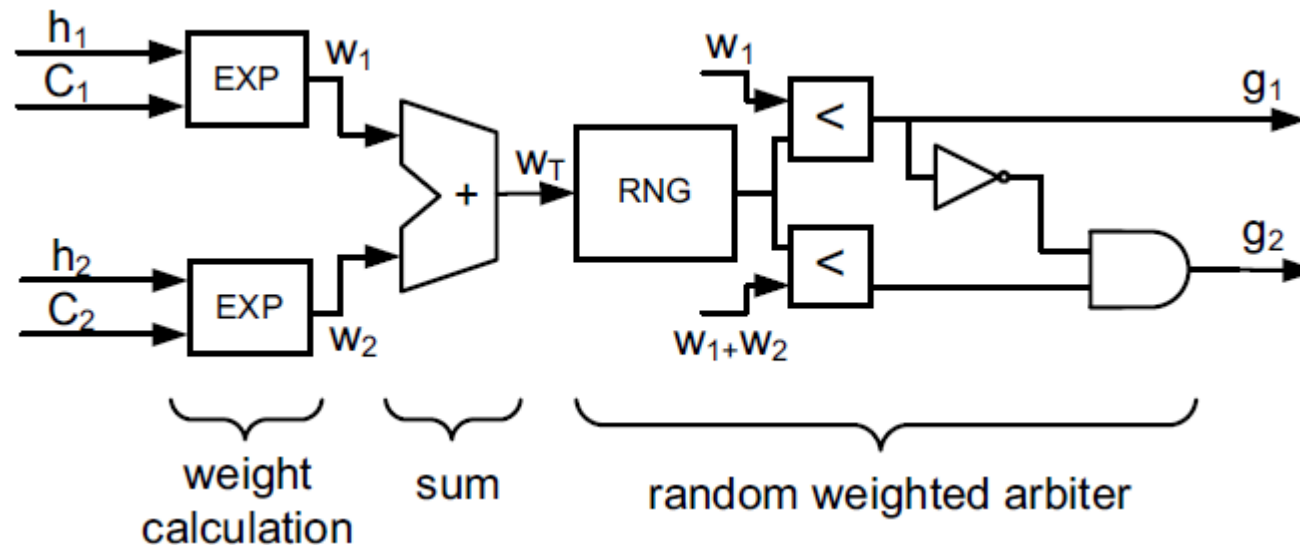 h₁
C₁
EXP
w₁
w₁
<
g₁
+
w_T
RNG
h₂
C₂
EXP
w₂
<
w₁₊w₂
g₂
weight
calculation
sum
random weighted arbiter